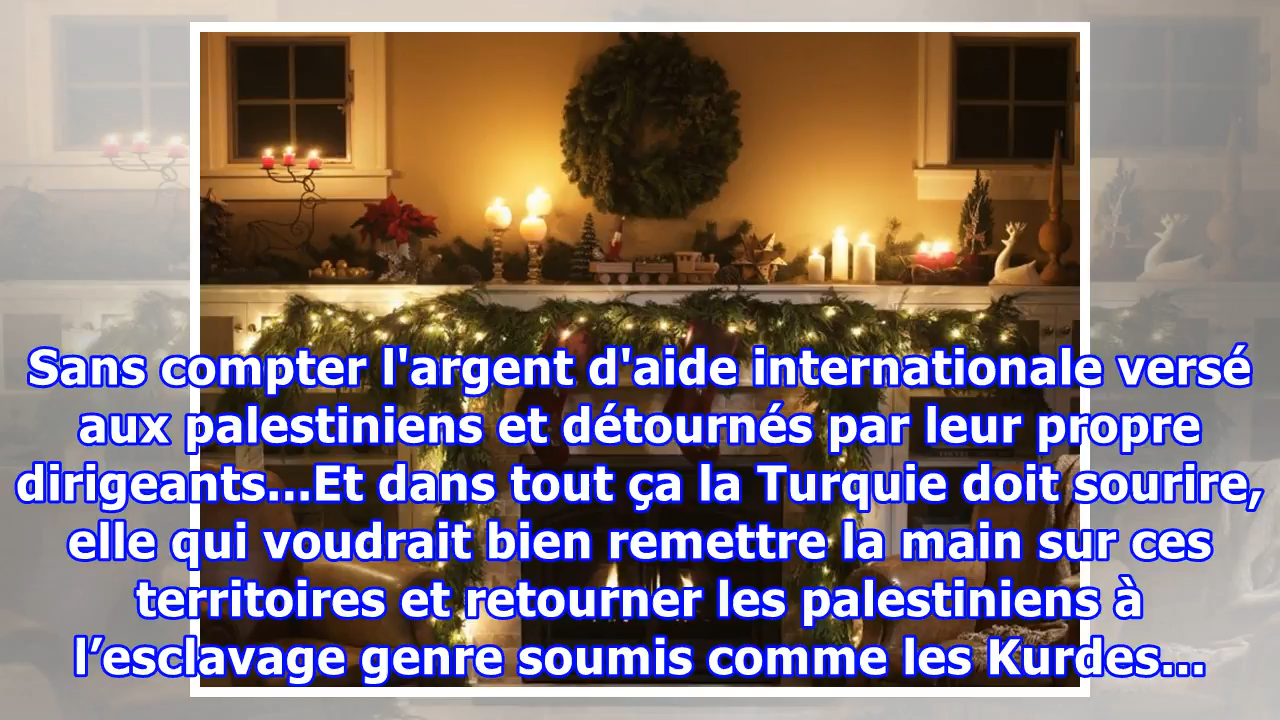 Sans compter l'argent d'aide internationale versé
aux palestiniens et détournés par leur propre
dirigeants...Et dans tout ça la Turquie doit sourire,
elle qui voudrait bien remettre la main sur ces
territoires et retourner les palestiniens à
l’esclavage genre soumis comme les Kurdes...